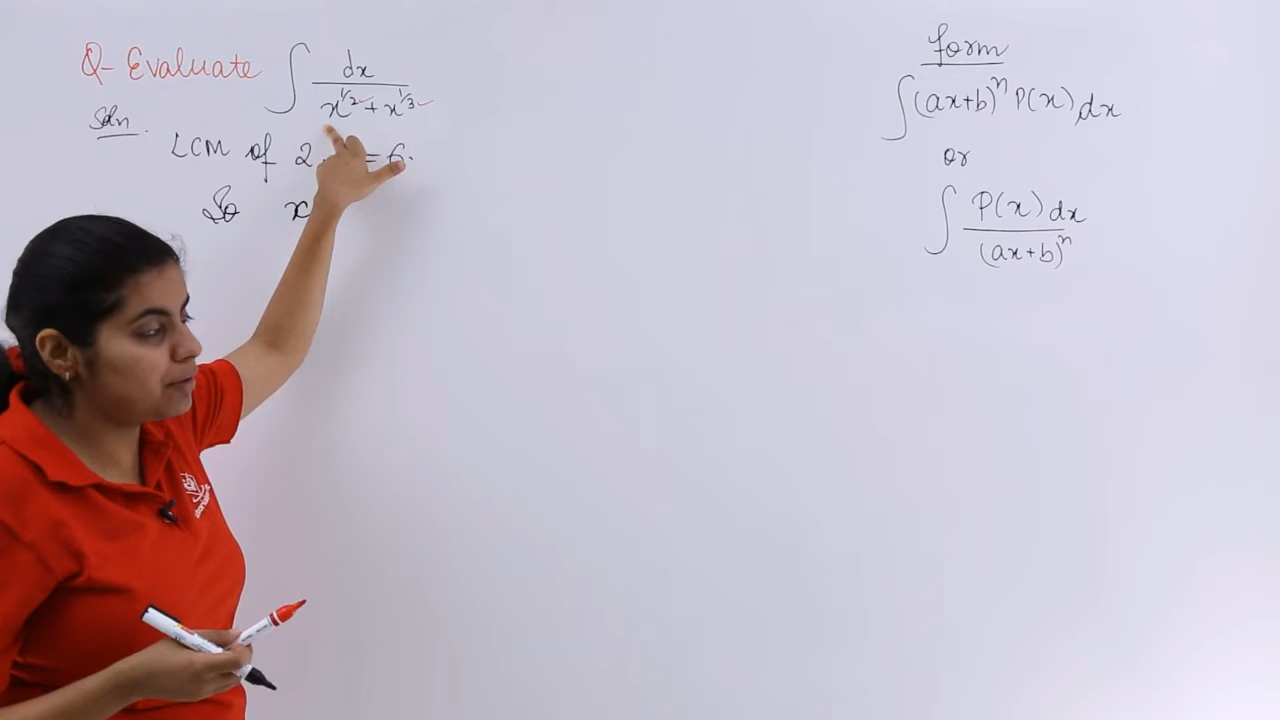 Q- Evaluate ∫ dx / (x^1/2 + x^1/3)
Soln.
LCM of 2 = 6.
So x
form
∫(ax+b)^n P(x) dx
or
∫ P(x) dx / (ax+b)^n